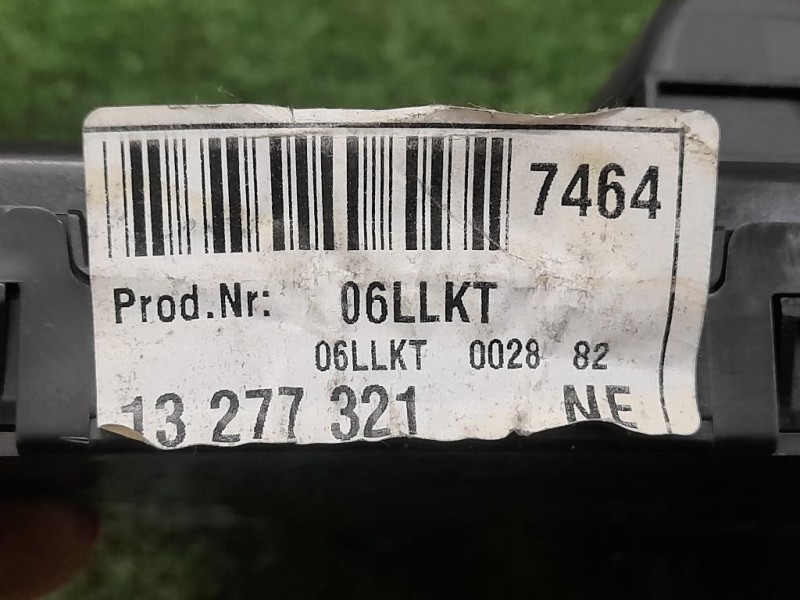 7464
Prod.Nr: 06LLKT
06LLKT 0028 82
13 277 321 NE